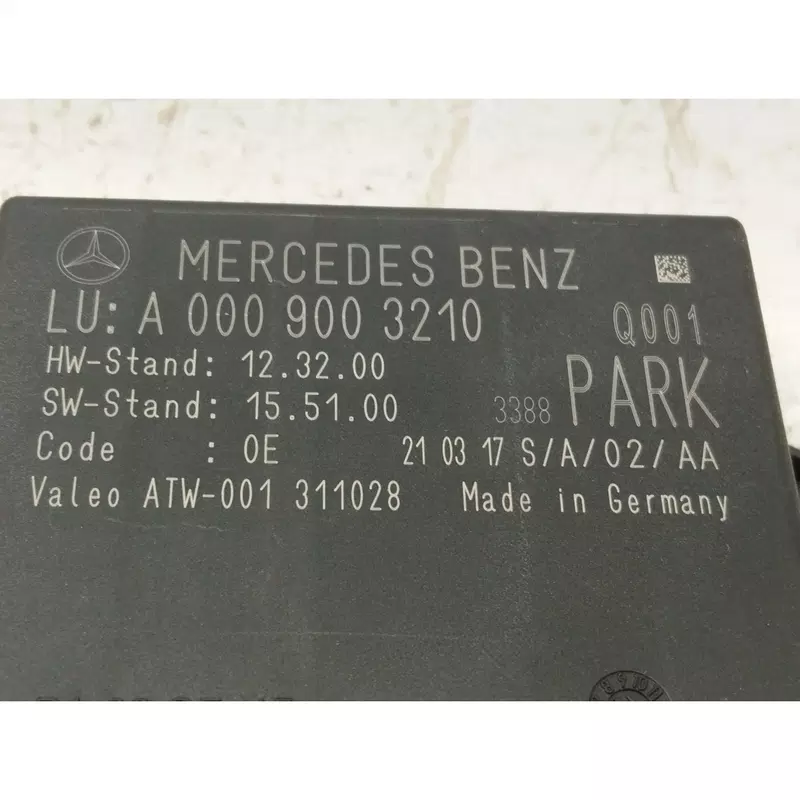 MERCEDES BENZ
LU: A 000 900 3210 Q001
HW-Stand: 12.32.00
SW-Stand: 15.51.00 3388 PARK
Code : 0E 21 03 17 S/A/02/AA
Valeo ATW-001 311028 Made in Germany